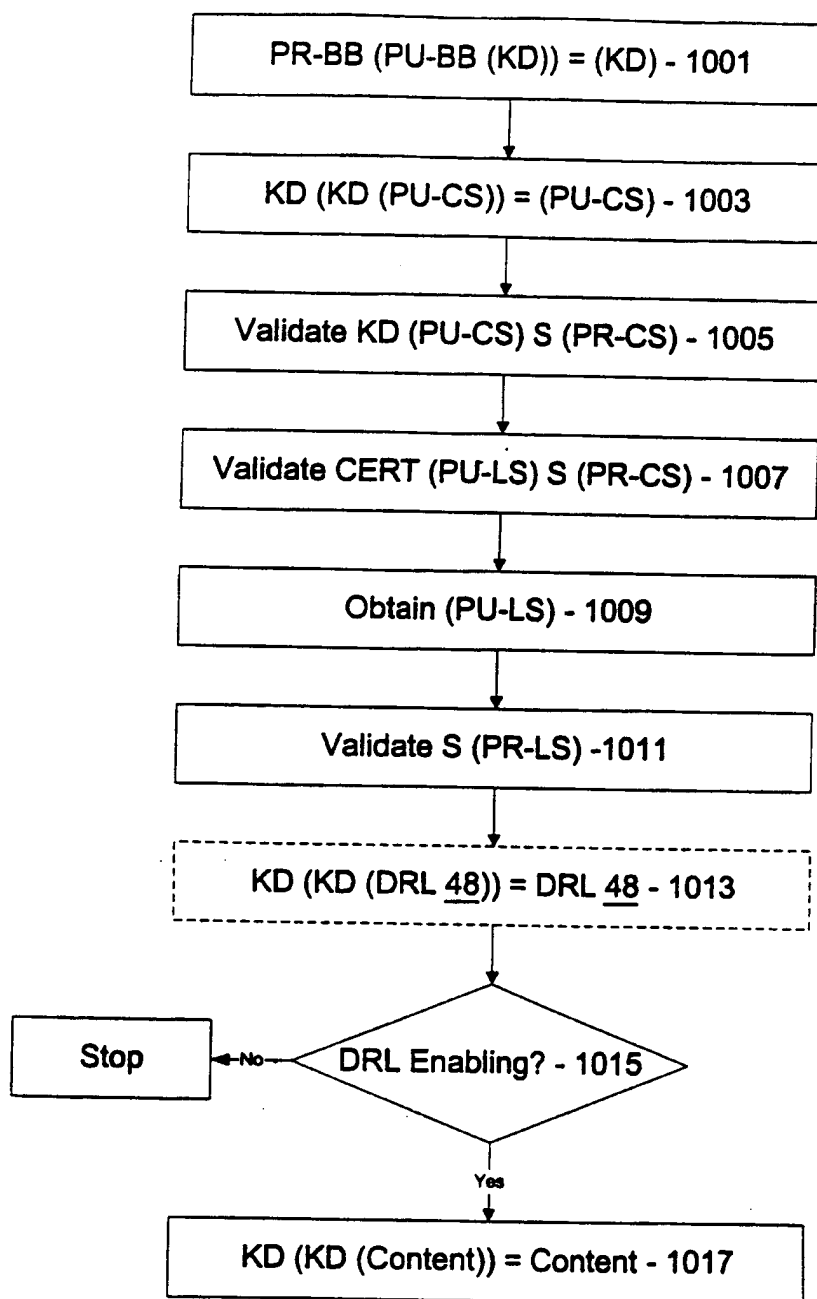 PR-BB (PU-BB (KD)) = (KD) - 1001
KD (KD (PU-CS)) = (PU-CS) - 1003
Validate KD (PU-CS) S (PR-CS) - 1005
Validate CERT (PU-LS) S (PR-CS) - 1007
Obtain (PU-LS) - 1009
Validate S (PR-LS) -1011
KD (KD (DRL 48)) = DRL 48 - 1013
DRL Enabling? - 1015
No
Stop
Yes
KD (KD (Content)) = Content - 1017